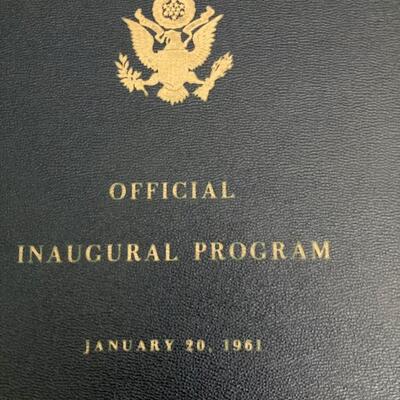 OFFICIAL
INAUGURAL PROGRAM
JANUARY 20, 1961